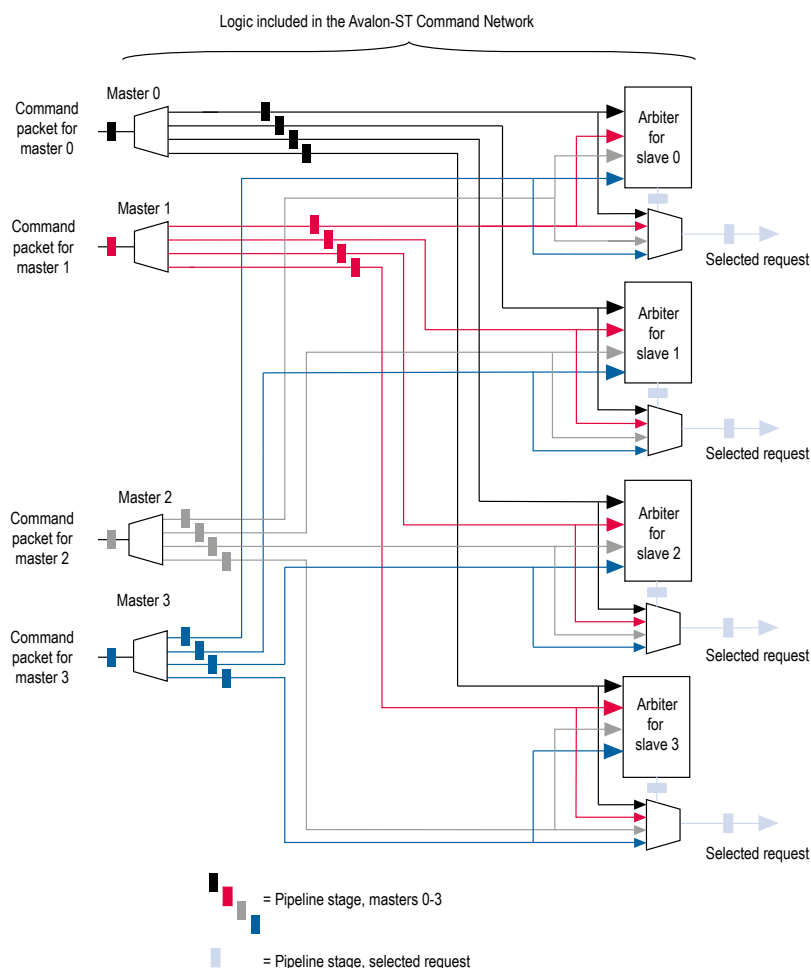 Logic included in the Avalon-ST Command Network
Master 0
Command
packet for
master 0
Arbiter
for
slave 0
Master 1
Command
packet for
master 1
Selected request
Arbiter
for
slave 1
Selected request
Master 2
Command
packet for
master 2
Arbiter
for
slave 2
Master 3
Command
packet for
master 3
Selected request
Arbiter
for
slave 3
Selected request
= Pipeline stage, masters 0-3
= Pipeline stage, selected request